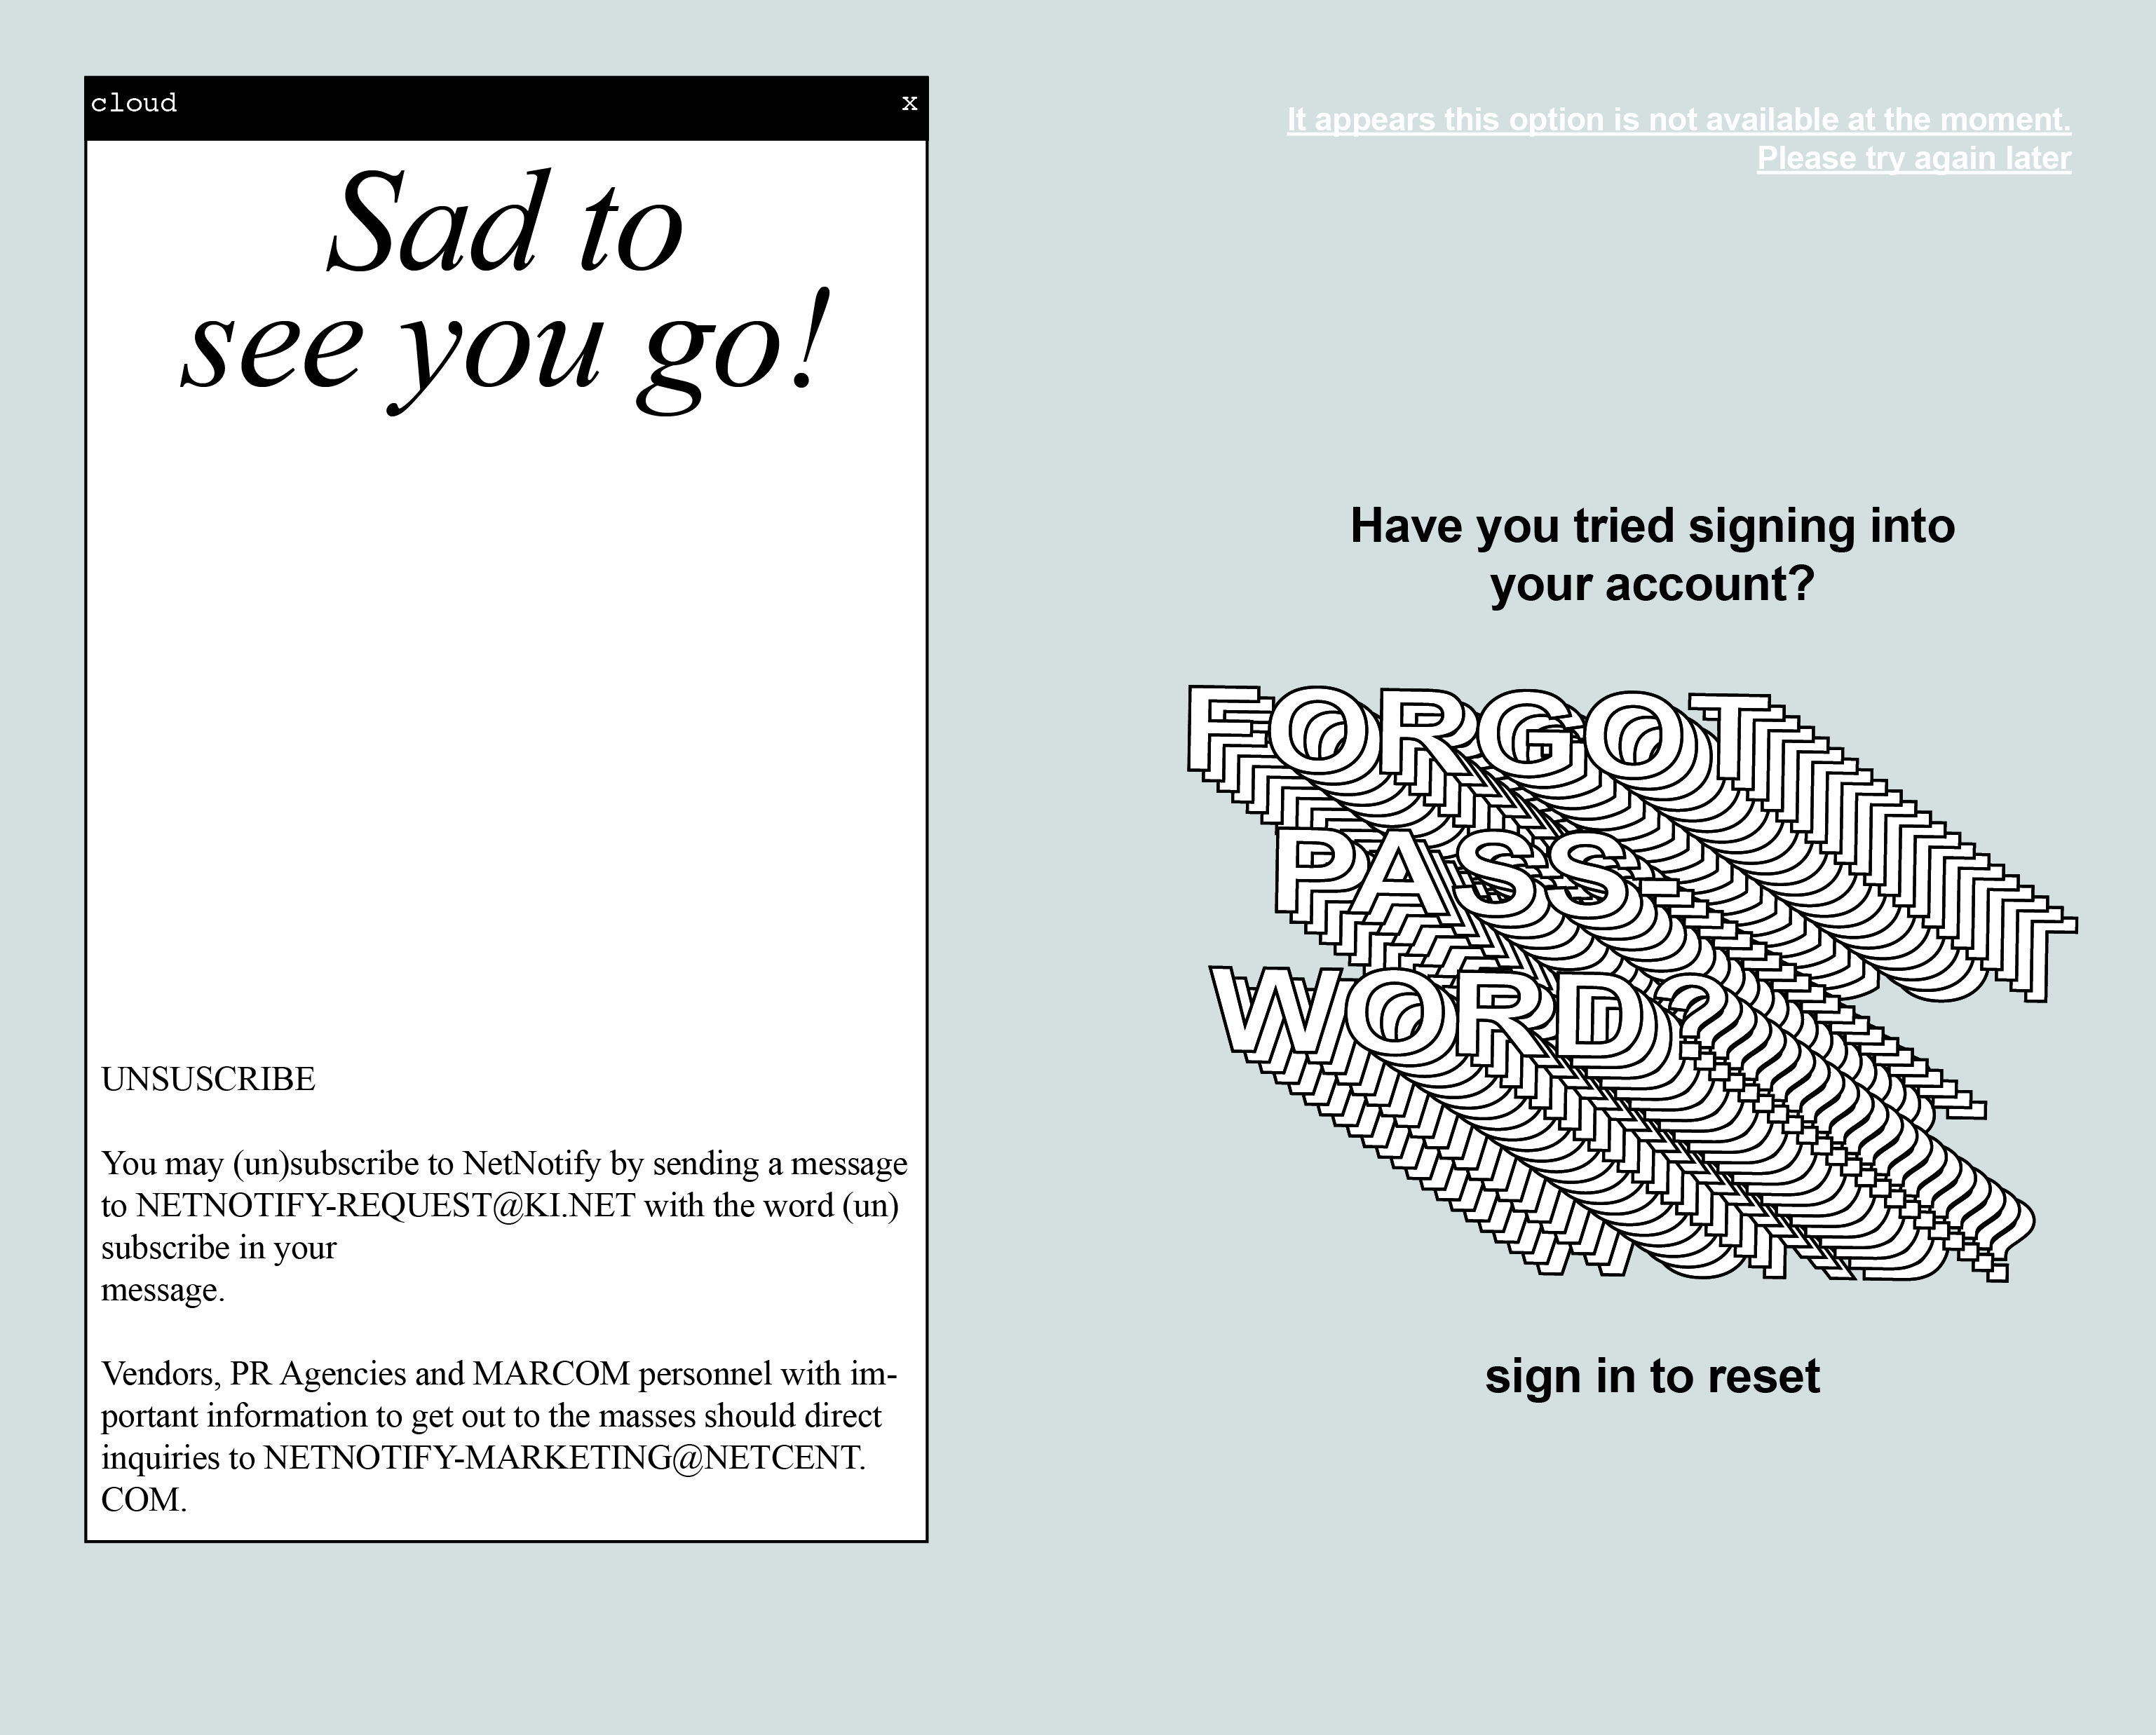 cloud x
Sad to
see you go!
UNSUSCRIBE
You may (un)subscribe to NetNotify by sending a message
to NETNOTIFY-REQUEST@KI.NET with the word (un)
subscribe in your
message.
Vendors, PR Agencies and MARCOM personnel with im-
portant information to get out to the masses should direct
inquiries to NETNOTIFY-MARKETING@NETCENT.
COM.
It appears this option is not available at the moment.
Please try again later
Have you tried signing into
your account?
FORGOT
PASS-
WORD?
sign in to reset